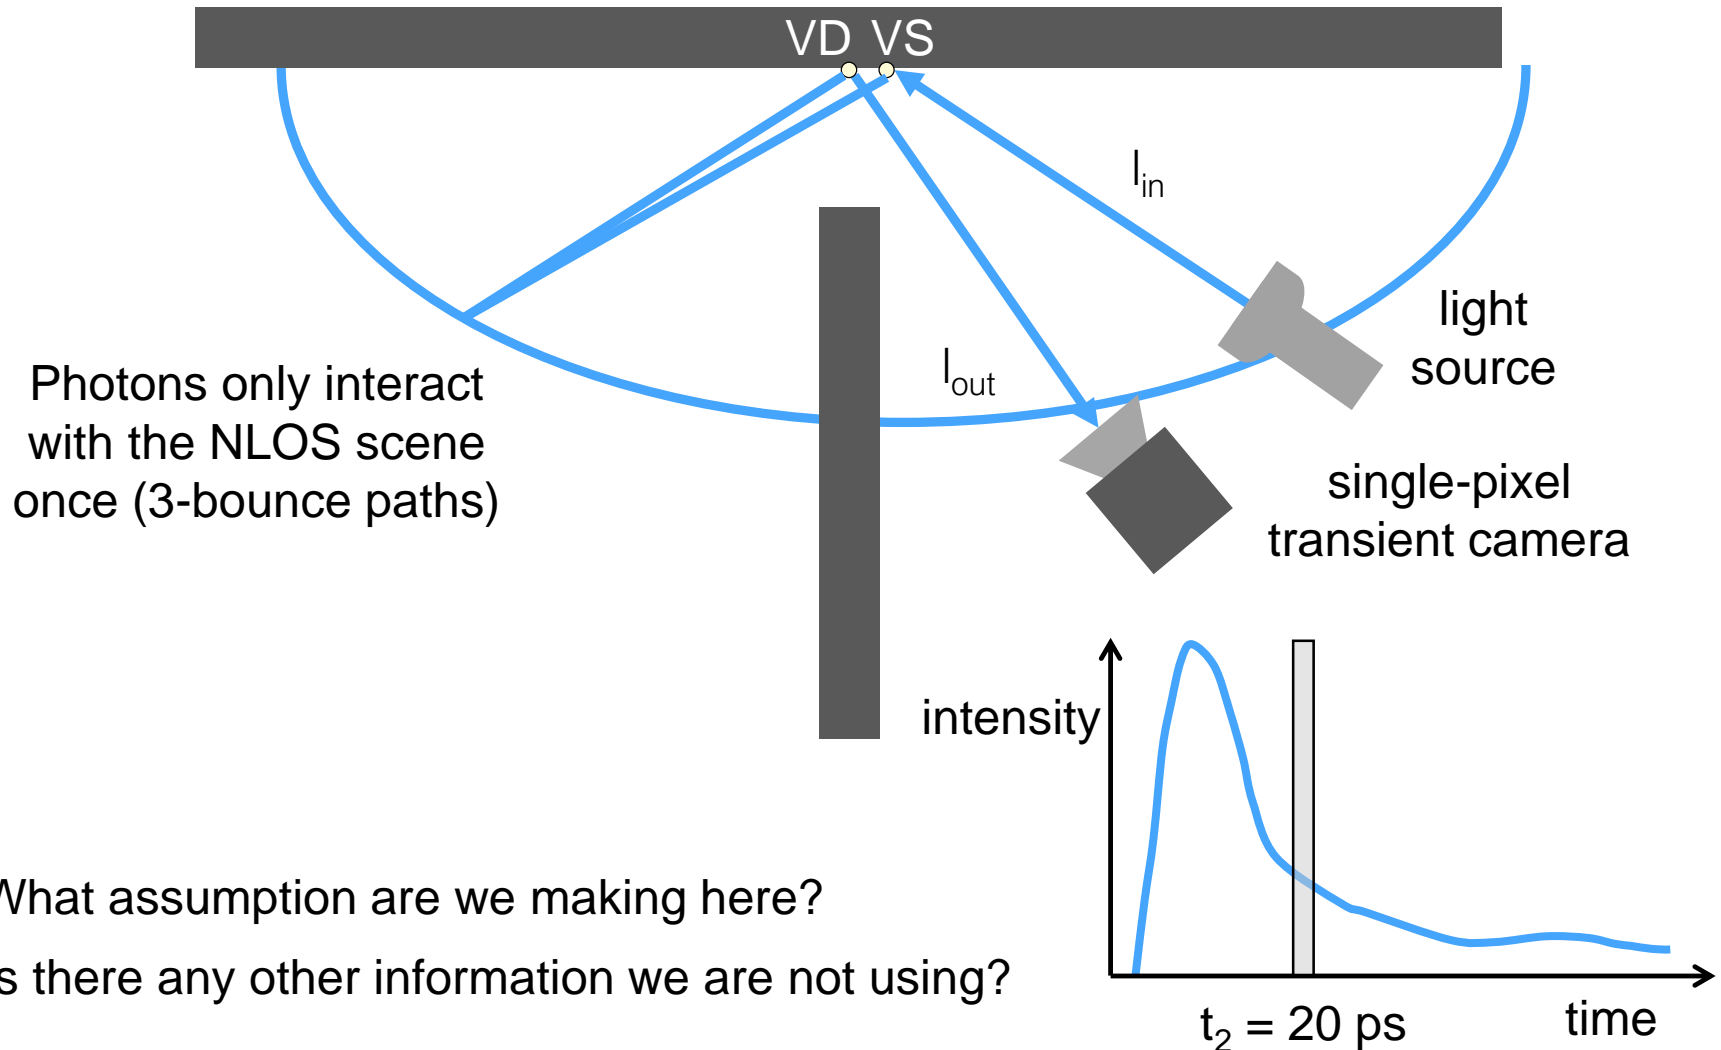 VD VS
l_in
light
source
l_out
Photons only interact
with the NLOS scene
once (3-bounce paths)
single-pixel
transient camera
intensity
What assumption are we making here?
s there any other information we are not using?
t₂ = 20 ps
time